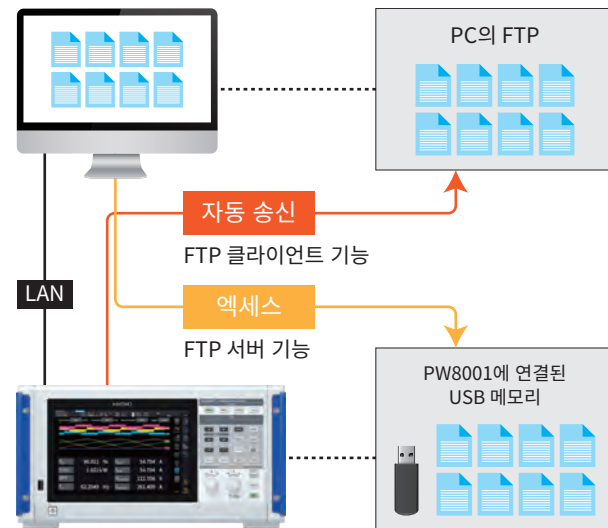 PC의 FTP
자동 송신
FTP 클라이언트 기능
LAN
엑세스
FTP 서버 기능
PW8001에 연결된
USB 메모리
HIOKI